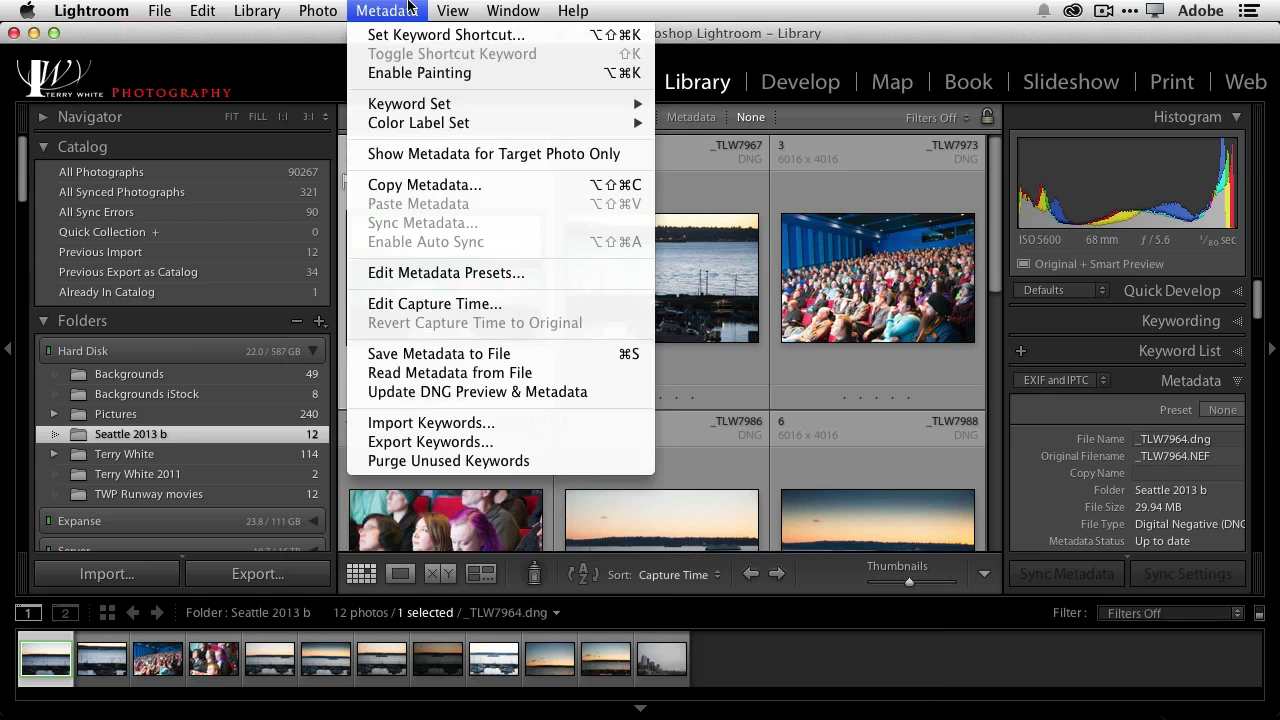 Lightroom File Edit Library Photo Metadata View Window Help Adobe
shop Lightroom - Library
TERRY WHITE PHOTOGRAPHY
Library | Develop | Map | Book | Slideshow | Print | Web
Set Keyword Shortcut... ⌥⇧⌘K
Toggle Shortcut Keyword ⇧K
Enable Painting ⌥⌘K
Keyword Set
Color Label Set
Show Metadata for Target Photo Only
Copy Metadata... ⌥⇧⌘C
Paste Metadata ⌥⇧⌘V
Sync Metadata...
Enable Auto Sync ⌥⇧⌘A
Edit Metadata Presets...
Edit Capture Time...
Revert Capture Time to Original
Save Metadata to File ⌘S
Read Metadata from File
Update DNG Preview & Metadata
Import Keywords...
Export Keywords...
Purge Unused Keywords
Navigator FIT FILL 1:1 3:1
Catalog
All Photographs 90267
All Synced Photographs 321
All Sync Errors 90
Quick Collection + 0
Previous Import 12
Previous Export as Catalog 34
Already In Catalog 1
Folders
Hard Disk 22.0 / 587 GB
Backgrounds 49
Backgrounds iStock 8
Pictures 240
Seattle 2013 b 12
Terry White 114
Terry White 2011 2
TWP Runway movies 12
Expanse 23.8 / 111 GB
Import... Export...
Metadata None Filters Off
_TLW7967
DNG
3 _TLW7973
6016 x 4016 DNG
_TLW7986
DNG
6 _TLW7988
6016 x 4016 DNG
Sort: Capture Time
Thumbnails
Histogram
ISO 5600 68 mm ƒ / 5.6 1/80 sec
Original + Smart Preview
Defaults Quick Develop
Keywording
Keyword List
EXIF and IPTC Metadata
Preset None
File Name _TLW7964.dng
Original Filename _TLW7964.NEF
Copy Name
Folder Seattle 2013 b
File Size 29.94 MB
File Type Digital Negative (DNG
Metadata Status Up to date
Sync Metadata Sync Settings
1 2 Folder : Seattle 2013 b 12 photos / 1 selected / _TLW7964.dng
Filter : Filters Off